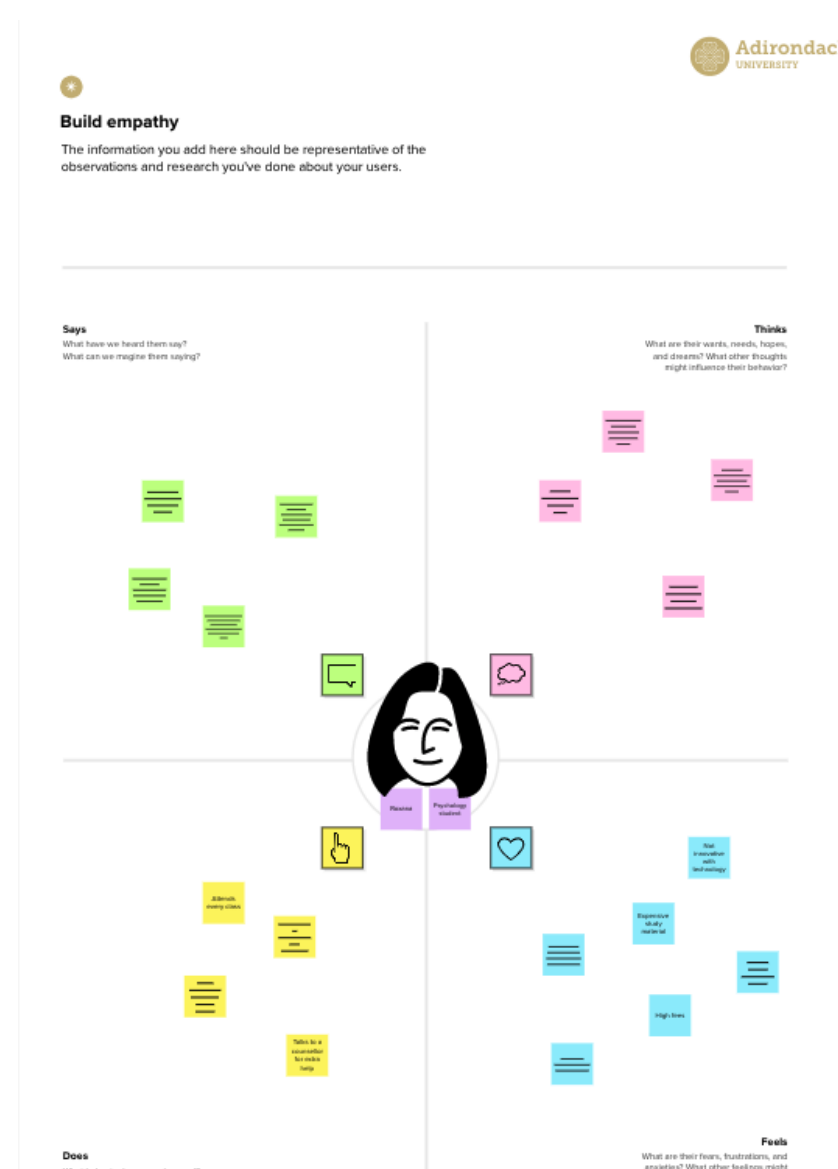 Adirondac
UNIVERSITY
Build empathy
The information you add here should be representative of the
observations and research you've done about your users.
Says
What have we heard them say?
What can we magine them saying?
Thinks
What are their wants, needs, hopes,
and dreams? What other thoughts
might influence their behavior?
Psychology
student
Attends
every class
Talks to a
counsellor
for extra
help
Not
innovative
with
technology
Expensive
study
material
High fees
Does
Feels
What are their fears, frustrations, and
anxieties? What other feelings might